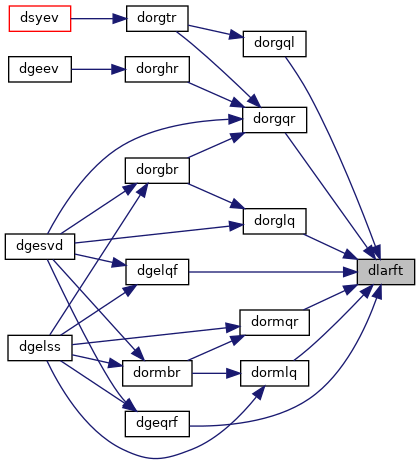 dsyev
dorgtr
dorgql
dgeev
dorghr
dorgqr
dorgbr
dorglq
dgesvd
dgelqf
dlarft
dormqr
dgelss
dormbr
dormlq
dgeqrf